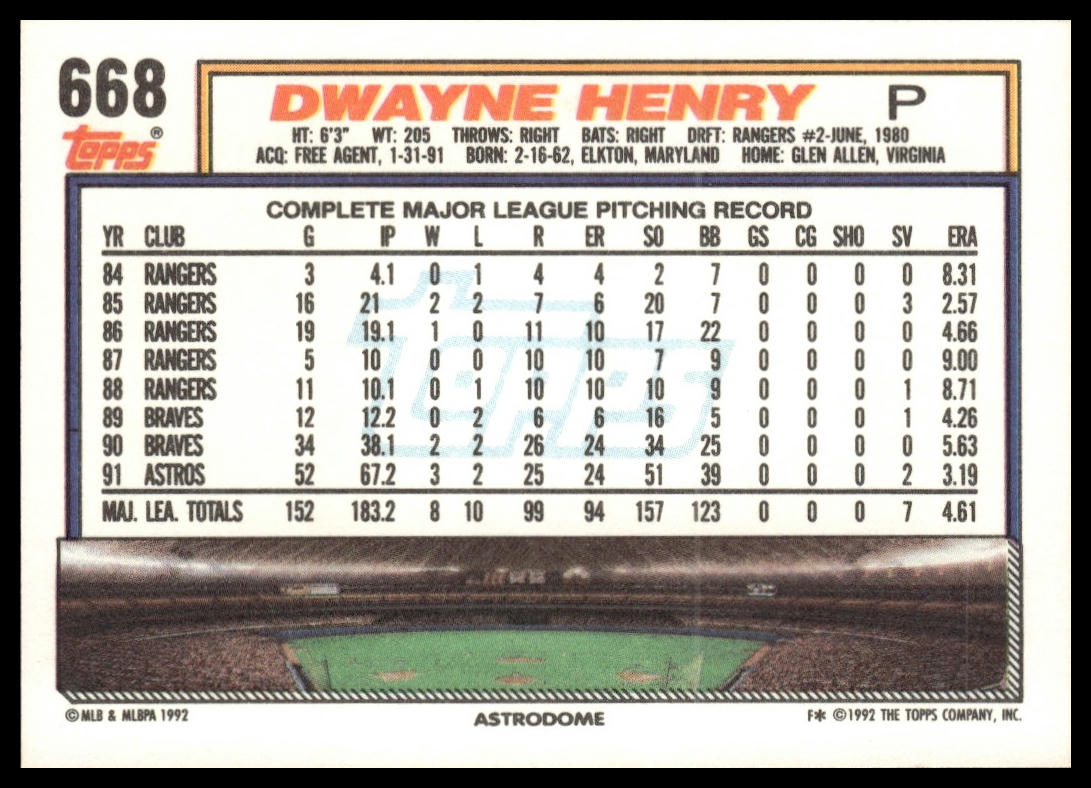 668
Topps®
DWAYNE HENRY P
HT: 6'3" WT: 205 THROWS: RIGHT BATS: RIGHT DRFT: RANGERS #2-JUNE, 1980
ACQ: FREE AGENT, 1-31-91 BORN: 2-16-62, ELKTON, MARYLAND HOME: GLEN ALLEN, VIRGINIA
COMPLETE MAJOR LEAGUE PITCHING RECORD
YR CLUB G IP W L R ER SO BB GS CG SHO SV ERA
84 RANGERS 3 4.1 0 1 4 4 2 7 0 0 0 0 8.31
85 RANGERS 16 21 2 2 7 6 20 7 0 0 0 3 2.57
86 RANGERS 19 19.1 1 0 11 10 17 22 0 0 0 0 4.66
87 RANGERS 5 10 0 0 10 10 7 9 0 0 0 0 9.00
88 RANGERS 11 10.1 0 1 10 10 10 9 0 0 0 1 8.71
89 BRAVES 12 12.2 0 2 6 6 16 5 0 0 0 1 4.26
90 BRAVES 34 38.1 2 2 26 24 34 25 0 0 0 0 5.63
91 ASTROS 52 67.2 3 2 25 24 51 39 0 0 0 2 3.19
MAJ. LEA. TOTALS 152 183.2 8 10 99 94 157 123 0 0 0 7 4.61
Topps
© MLB & MLBPA 1992 ASTRODOME F* © 1992 THE TOPPS COMPANY, INC.